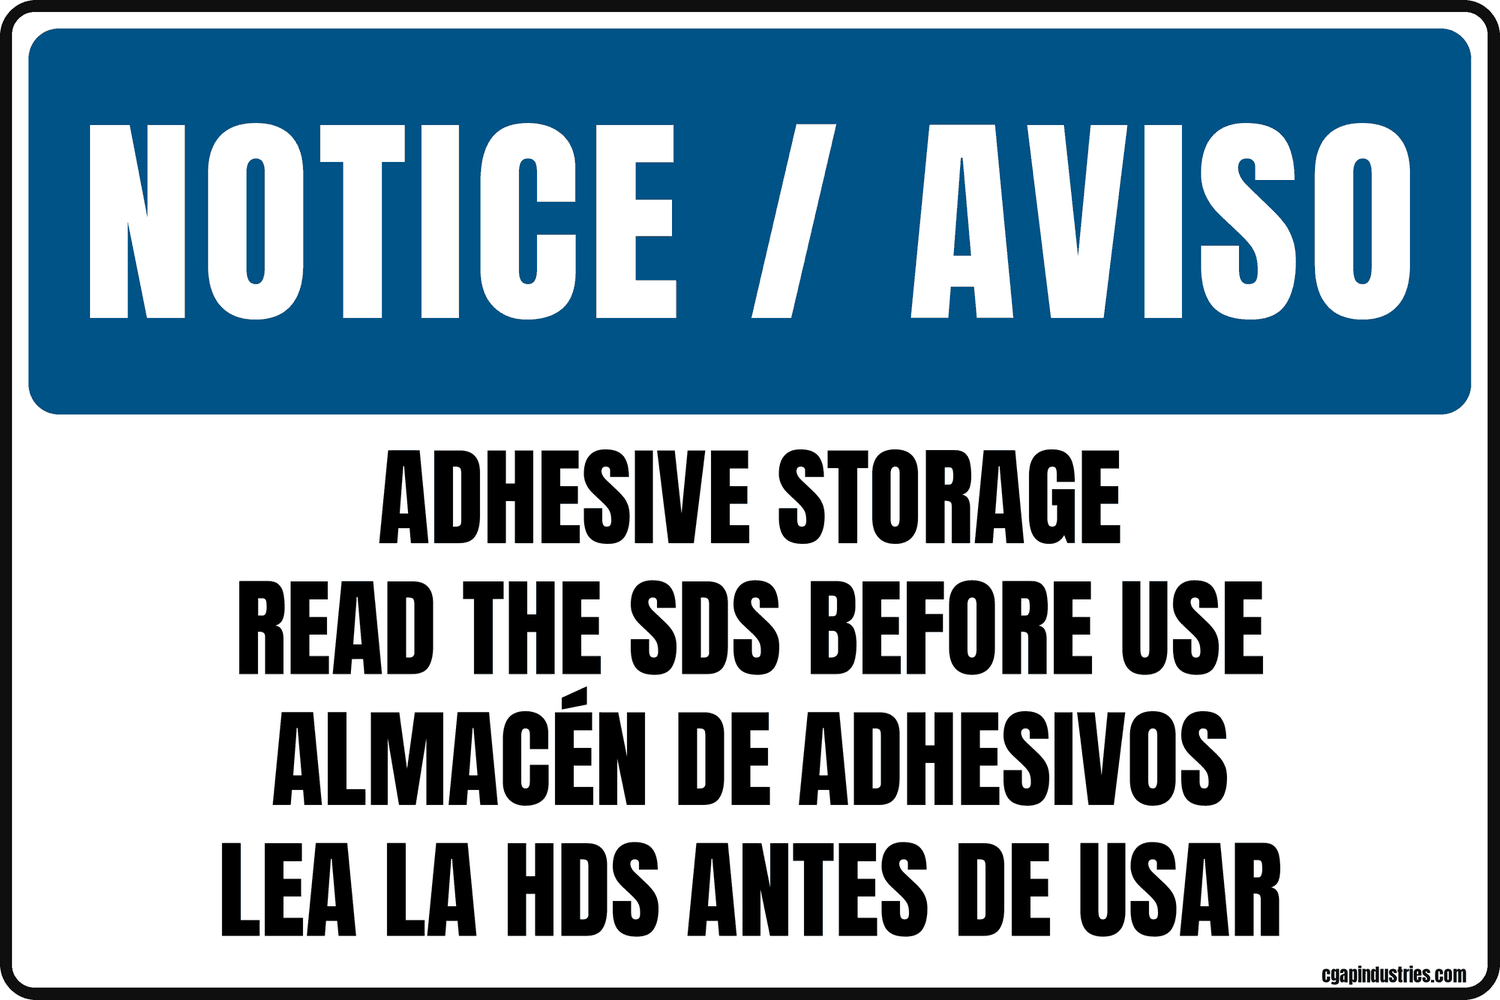 NOTICE / AVISO
ADHESIVE STORAGE
READ THE SDS BEFORE USE
ALMACÉN DE ADHESIVOS
LEA LA HDS ANTES DE USAR
cgapindustries.com